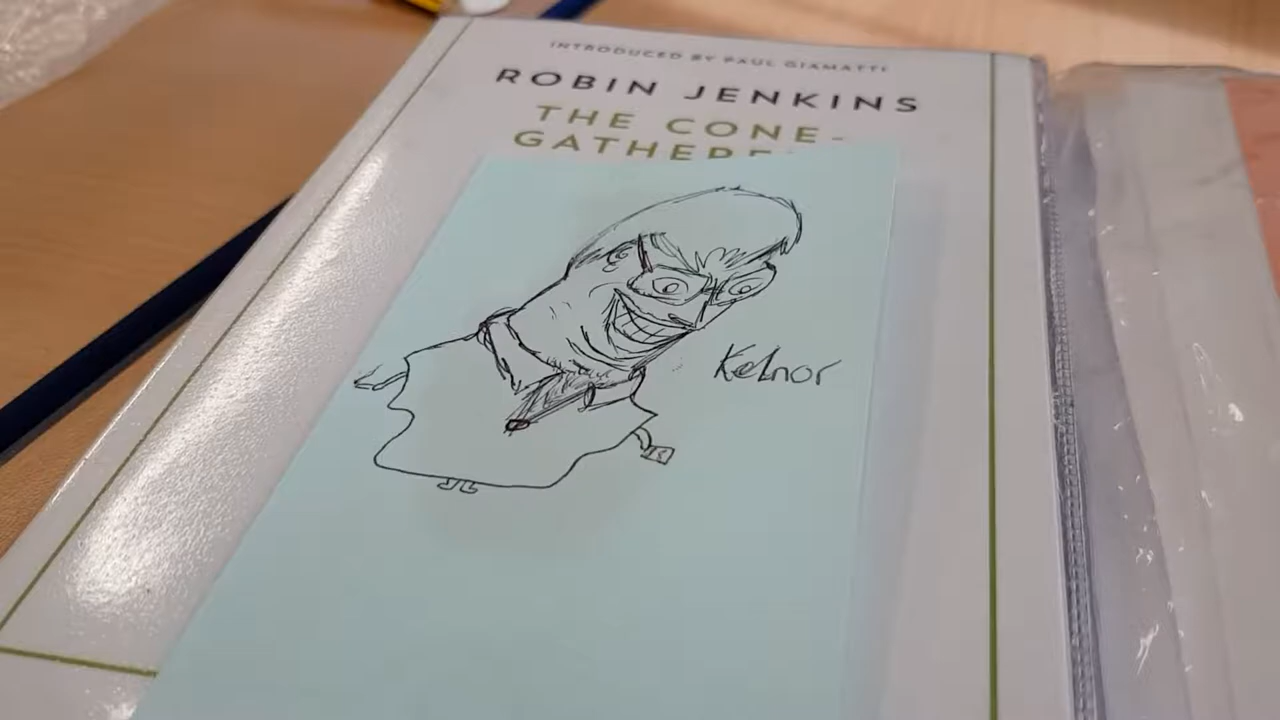 INTRODUCED BY PAUL GIAMATTI
ROBIN JENKINS
THE CONE-
Kelnor